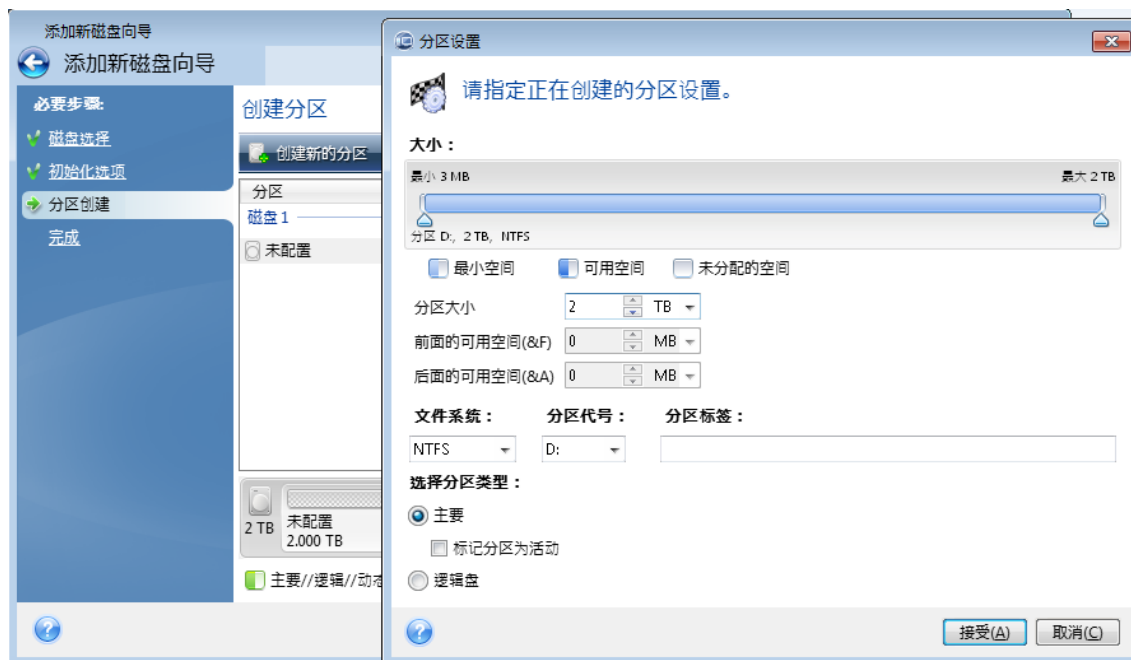 添加新磁盘向导
添加新磁盘向导
必要步骤:
磁盘选择
初始化选项
分区创建
完成
创建分区
创建新的分区
分区
磁盘 1
未配置
2 TB
未配置
2.000 TB
主要//逻辑//动态
分区设置
请指定正在创建的分区设置。
大小：
最小 3 MB 最大 2 TB
分区 D:, 2 TB, NTFS
最小空间 可用空间 未分配的空间
分区大小 2 TB
前面的可用空间(&F) 0 MB
后面的可用空间(&A) 0 MB
文件系统： 分区代号： 分区标签：
NTFS D:
选择分区类型：
主要
标记分区为活动
逻辑盘
接受(A) 取消(C)